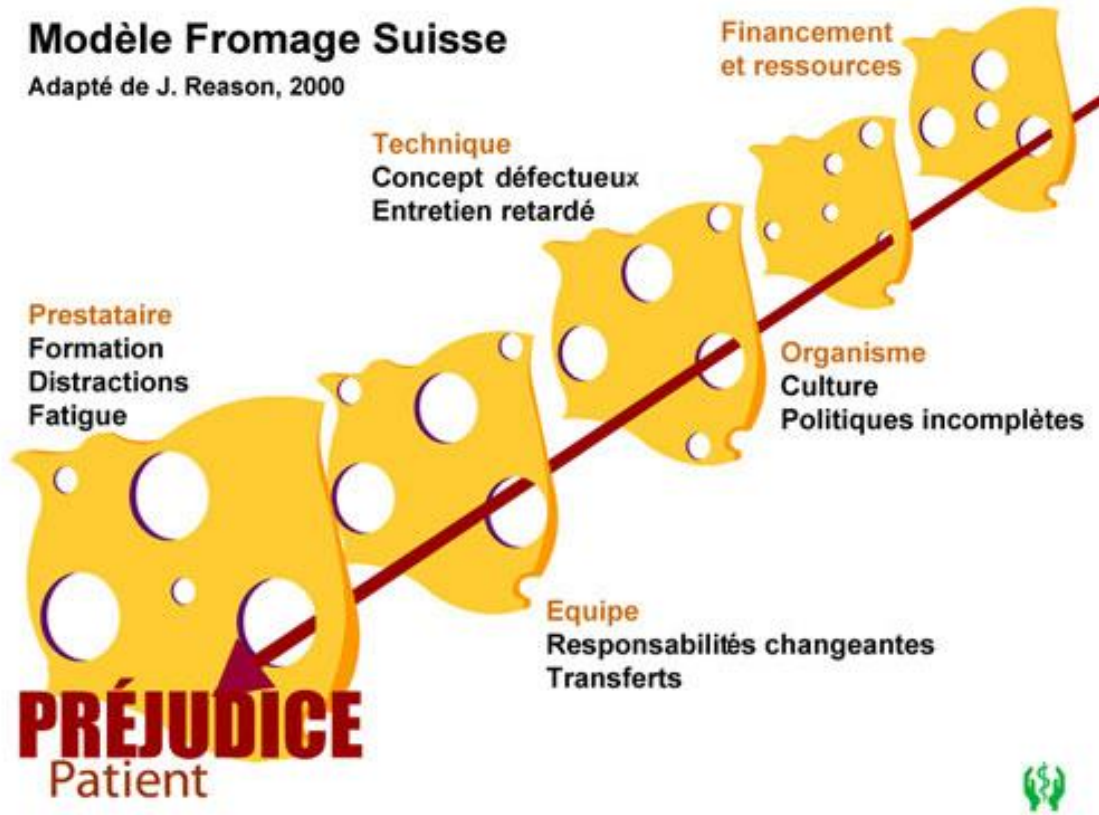 Modèle Fromage Suisse
Adapté de J. Reason, 2000
Financement
et ressources
Technique
Concept défectueux
Entretien retardé
Prestataire
Formation
Distractions
Fatigue
Organisme
Culture
Politiques incomplètes
Equipe
Responsabilités changeantes
Transferts
PRÉJUDICE
Patient